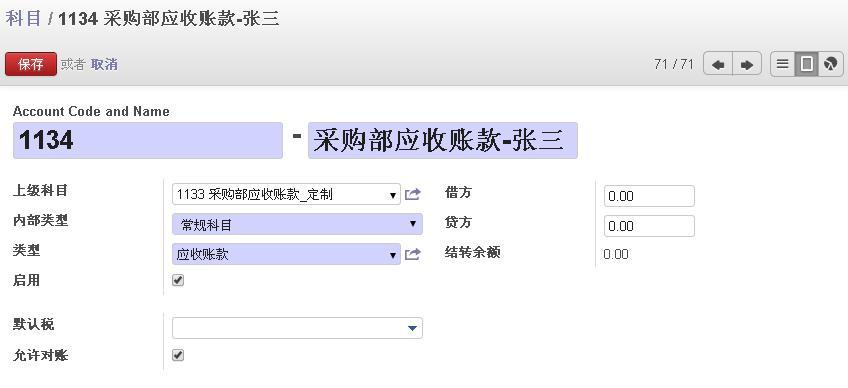 科目 / 1134 采购部应收账款-张三
保存 或者 取消 71 / 71
Account Code and Name
1134 - 采购部应收账款-张三
上级科目 1133 采购部应收账款_定制 借方 0.00
内部类型 常规科目 贷方 0.00
类型 应收账款 结转余额 0.00
启用
默认税
允许对账